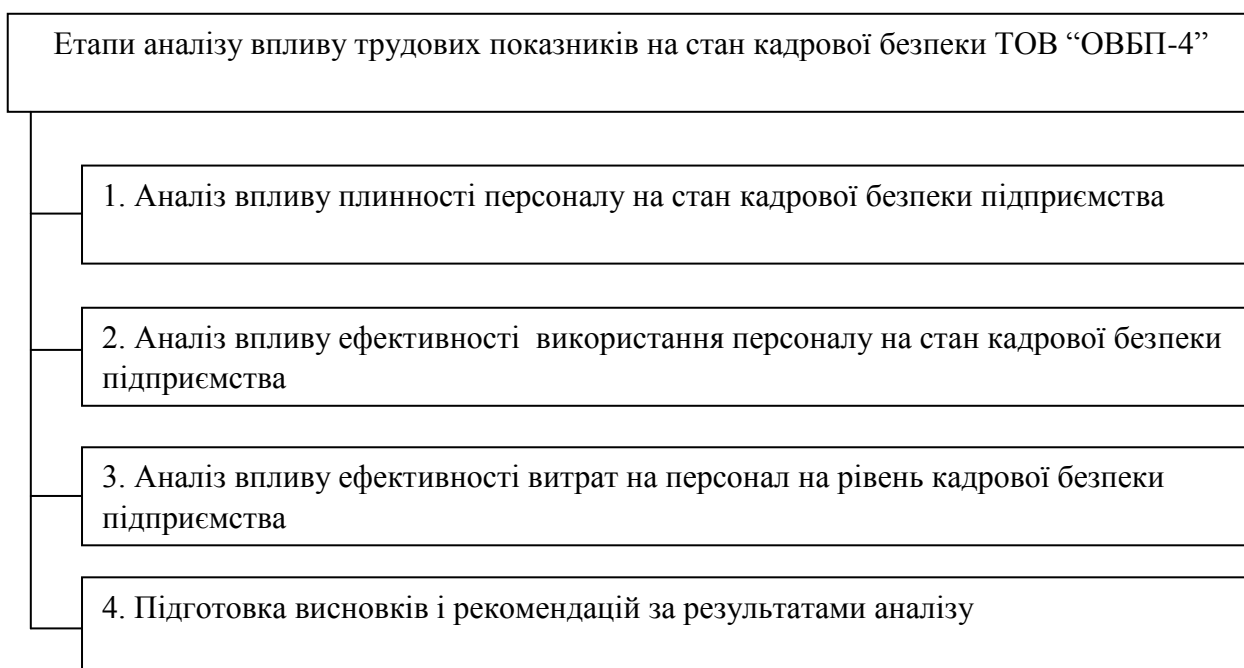 Етапи аналізу впливу трудових показників на стан кадрової безпеки ТОВ “ОВБП-4”
1. Аналіз впливу плинності персоналу на стан кадрової безпеки підприємства
2. Аналіз впливу ефективності  використання персоналу на стан кадрової безпеки
підприємства
3. Аналіз впливу ефективності витрат на персонал на рівень кадрової безпеки
підприємства
4. Підготовка висновків і рекомендацій за результатами аналізу